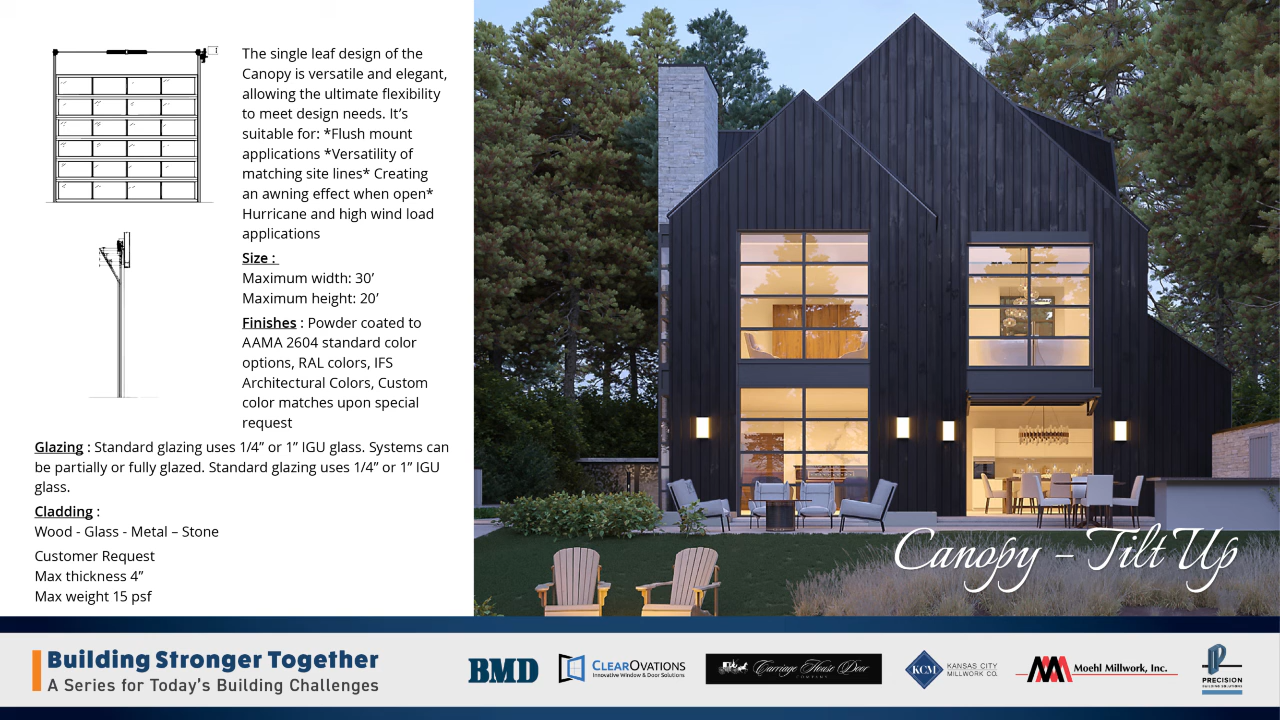 The single leaf design of the
Canopy is versatile and elegant,
allowing the ultimate flexibility
to meet design needs. It’s
suitable for: *Flush mount
applications *Versatility of
matching site lines* Creating
an awning effect when open*
Hurricane and high wind load
applications
Size :
Maximum width: 30’
Maximum height: 20’
Finishes : Powder coated to
AAMA 2604 standard color
options, RAL colors, IFS
Architectural Colors, Custom
color matches upon special
request
Glazing : Standard glazing uses 1/4” or 1” IGU glass. Systems can
be partially or fully glazed. Standard glazing uses 1/4” or 1” IGU
glass.
Cladding :
Wood - Glass - Metal – Stone
Customer Request
Max thickness 4”
Max weight 15 psf
Canopy – Tilt Up
Building Stronger Together
A Series for Today’s Building Challenges
BMD
CLEAROVATIONS
Innovative Window & Door Solutions
Carriage House Door
COMPANY
KCM
KANSAS CITY
MILLWORK CO.
Moehl Millwork, Inc.
PRECISION
BUILDING SOLUTIONS